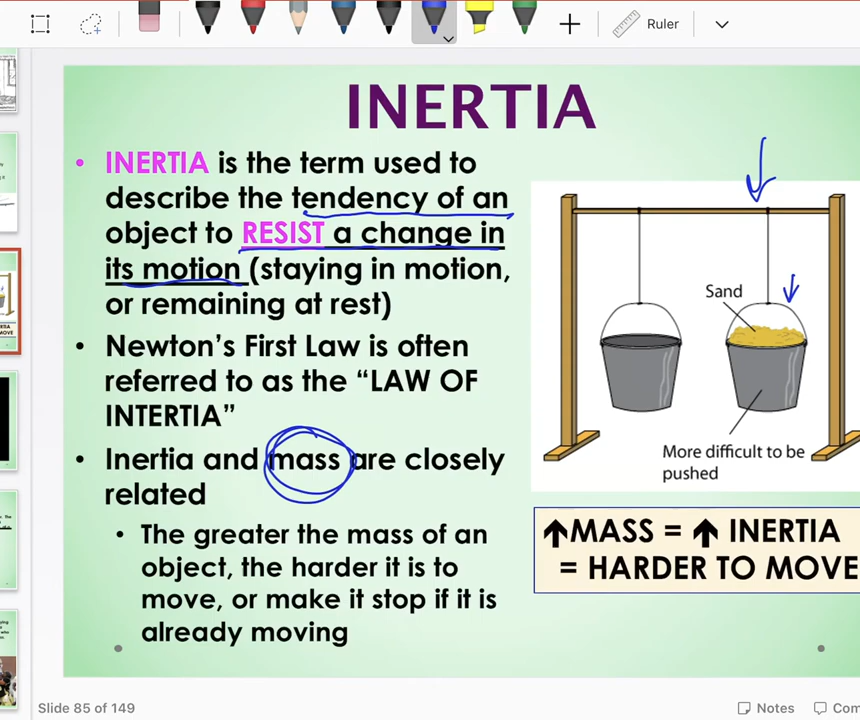 Ruler
INERTIA
• INERTIA is the term used to
describe the tendency of an
object to RESIST a change in
its motion (staying in motion,
or remaining at rest)
• Newton's First Law is often
referred to as the “LAW OF
INTERTIA”
• Inertia and mass are closely
related
• The greater the mass of an
object, the harder it is to
move, or make it stop if it is
already moving
Sand
More difficult to be
pushed
↑MASS = ↑ INERTIA
= HARDER TO MOVE
Slide 85 of 149
Notes
Com